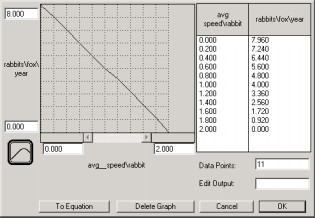 8.000
rabbits\fox\
year
0.000
0.000
2.000
avg__speed\rabbit
avg
speed\rabbit
rabbits\fox\year
0.000 7.960
0.200 7.240
0.400 6.440
0.600 5.600
0.800 4.800
1.000 4.000
1.200 3.360
1.400 2.560
1.600 1.720
1.800 0.920
2.000 0.000
Data Points:
11
Edit Output:
To Equation
Delete Graph
Cancel
OK